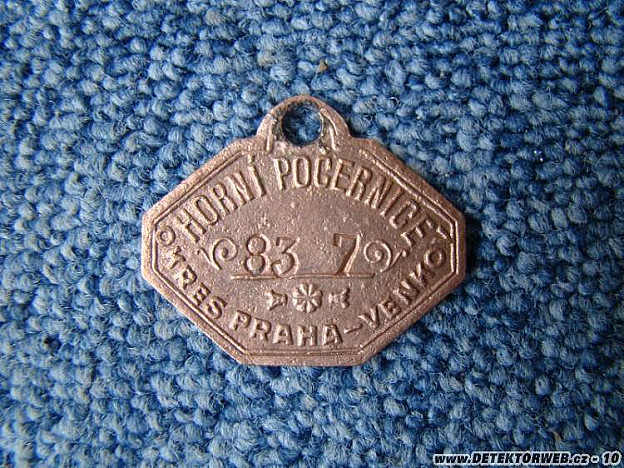 HORNÍ POČERNICE
83 7
OKRES PRAHA-VENKOV
www.DETEKTORWEB.cz - 10